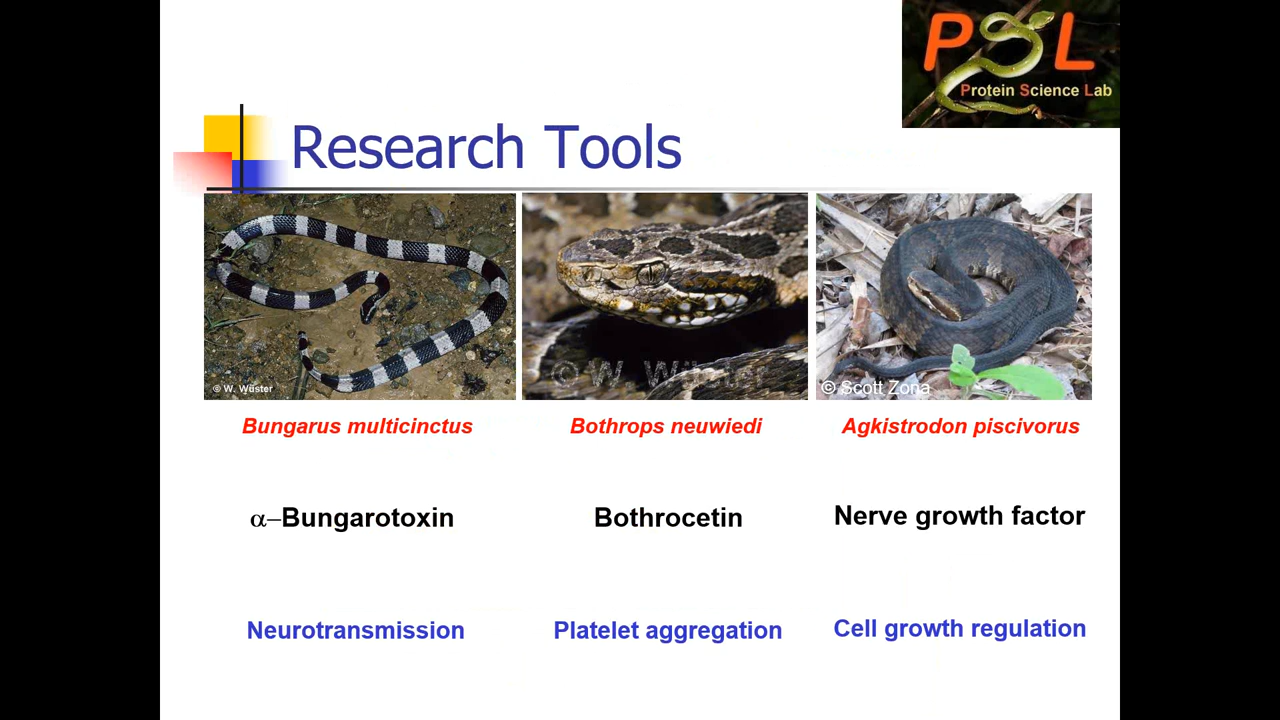 PSL
Protein Science Lab
Research Tools
© W. Wüster
© W. Wüster
© Scott Zona
Bungarus multicinctus
Bothrops neuwiedi
Agkistrodon piscivorus
α–Bungarotoxin
Bothrocetin
Nerve growth factor
Neurotransmission
Platelet aggregation
Cell growth regulation